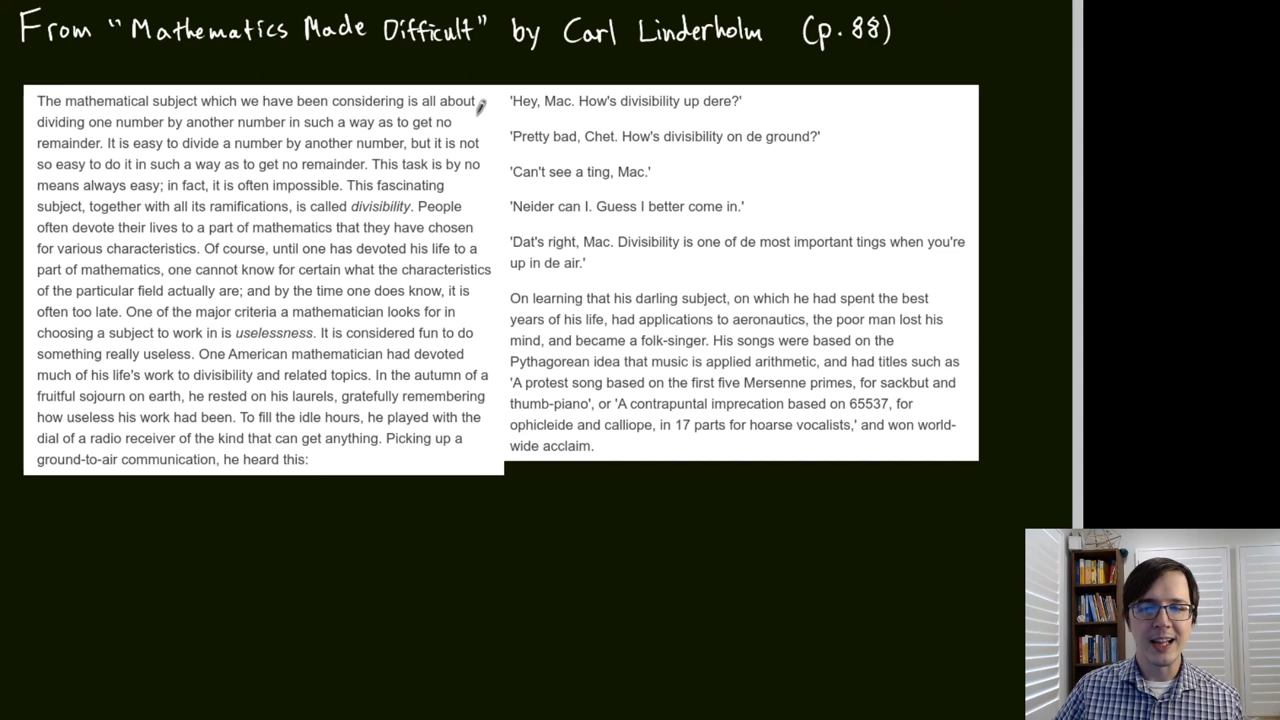 From "Mathematics Made Difficult" by Carl Linderholm (p. 88)
The mathematical subject which we have been considering is all about
dividing one number by another number in such a way as to get no
remainder. It is easy to divide a number by another number, but it is not
so easy to do it in such a way as to get no remainder. This task is by no
means always easy; in fact, it is often impossible. This fascinating
subject, together with all its ramifications, is called divisibility. People
often devote their lives to a part of mathematics that they have chosen
for various characteristics. Of course, until one has devoted his life to a
part of mathematics, one cannot know for certain what the characteristics
of the particular field actually are; and by the time one does know, it is
often too late. One of the major criteria a mathematician looks for in
choosing a subject to work in is uselessness. It is considered fun to do
something really useless. One American mathematician had devoted
much of his life's work to divisibility and related topics. In the autumn of a
fruitful sojourn on earth, he rested on his laurels, gratefully remembering
how useless his work had been. To fill the idle hours, he played with the
dial of a radio receiver of the kind that can get anything. Picking up a
ground-to-air communication, he heard this:
'Hey, Mac. How's divisibility up dere?'
'Pretty bad, Chet. How's divisibility on de ground?'
'Can't see a ting, Mac.'
'Neider can I. Guess I better come in.'
'Dat's right, Mac. Divisibility is one of de most important tings when you're
up in de air.'
On learning that his darling subject, on which he had spent the best
years of his life, had applications to aeronautics, the poor man lost his
mind, and became a folk-singer. His songs were based on the
Pythagorean idea that music is applied arithmetic, and had titles such as
'A protest song based on the first five Mersenne primes, for sackbut and
thumb-piano', or 'A contrapuntal imprecation based on 65537, for
ophicleide and calliope, in 17 parts for hoarse vocalists,' and won world-
wide acclaim.